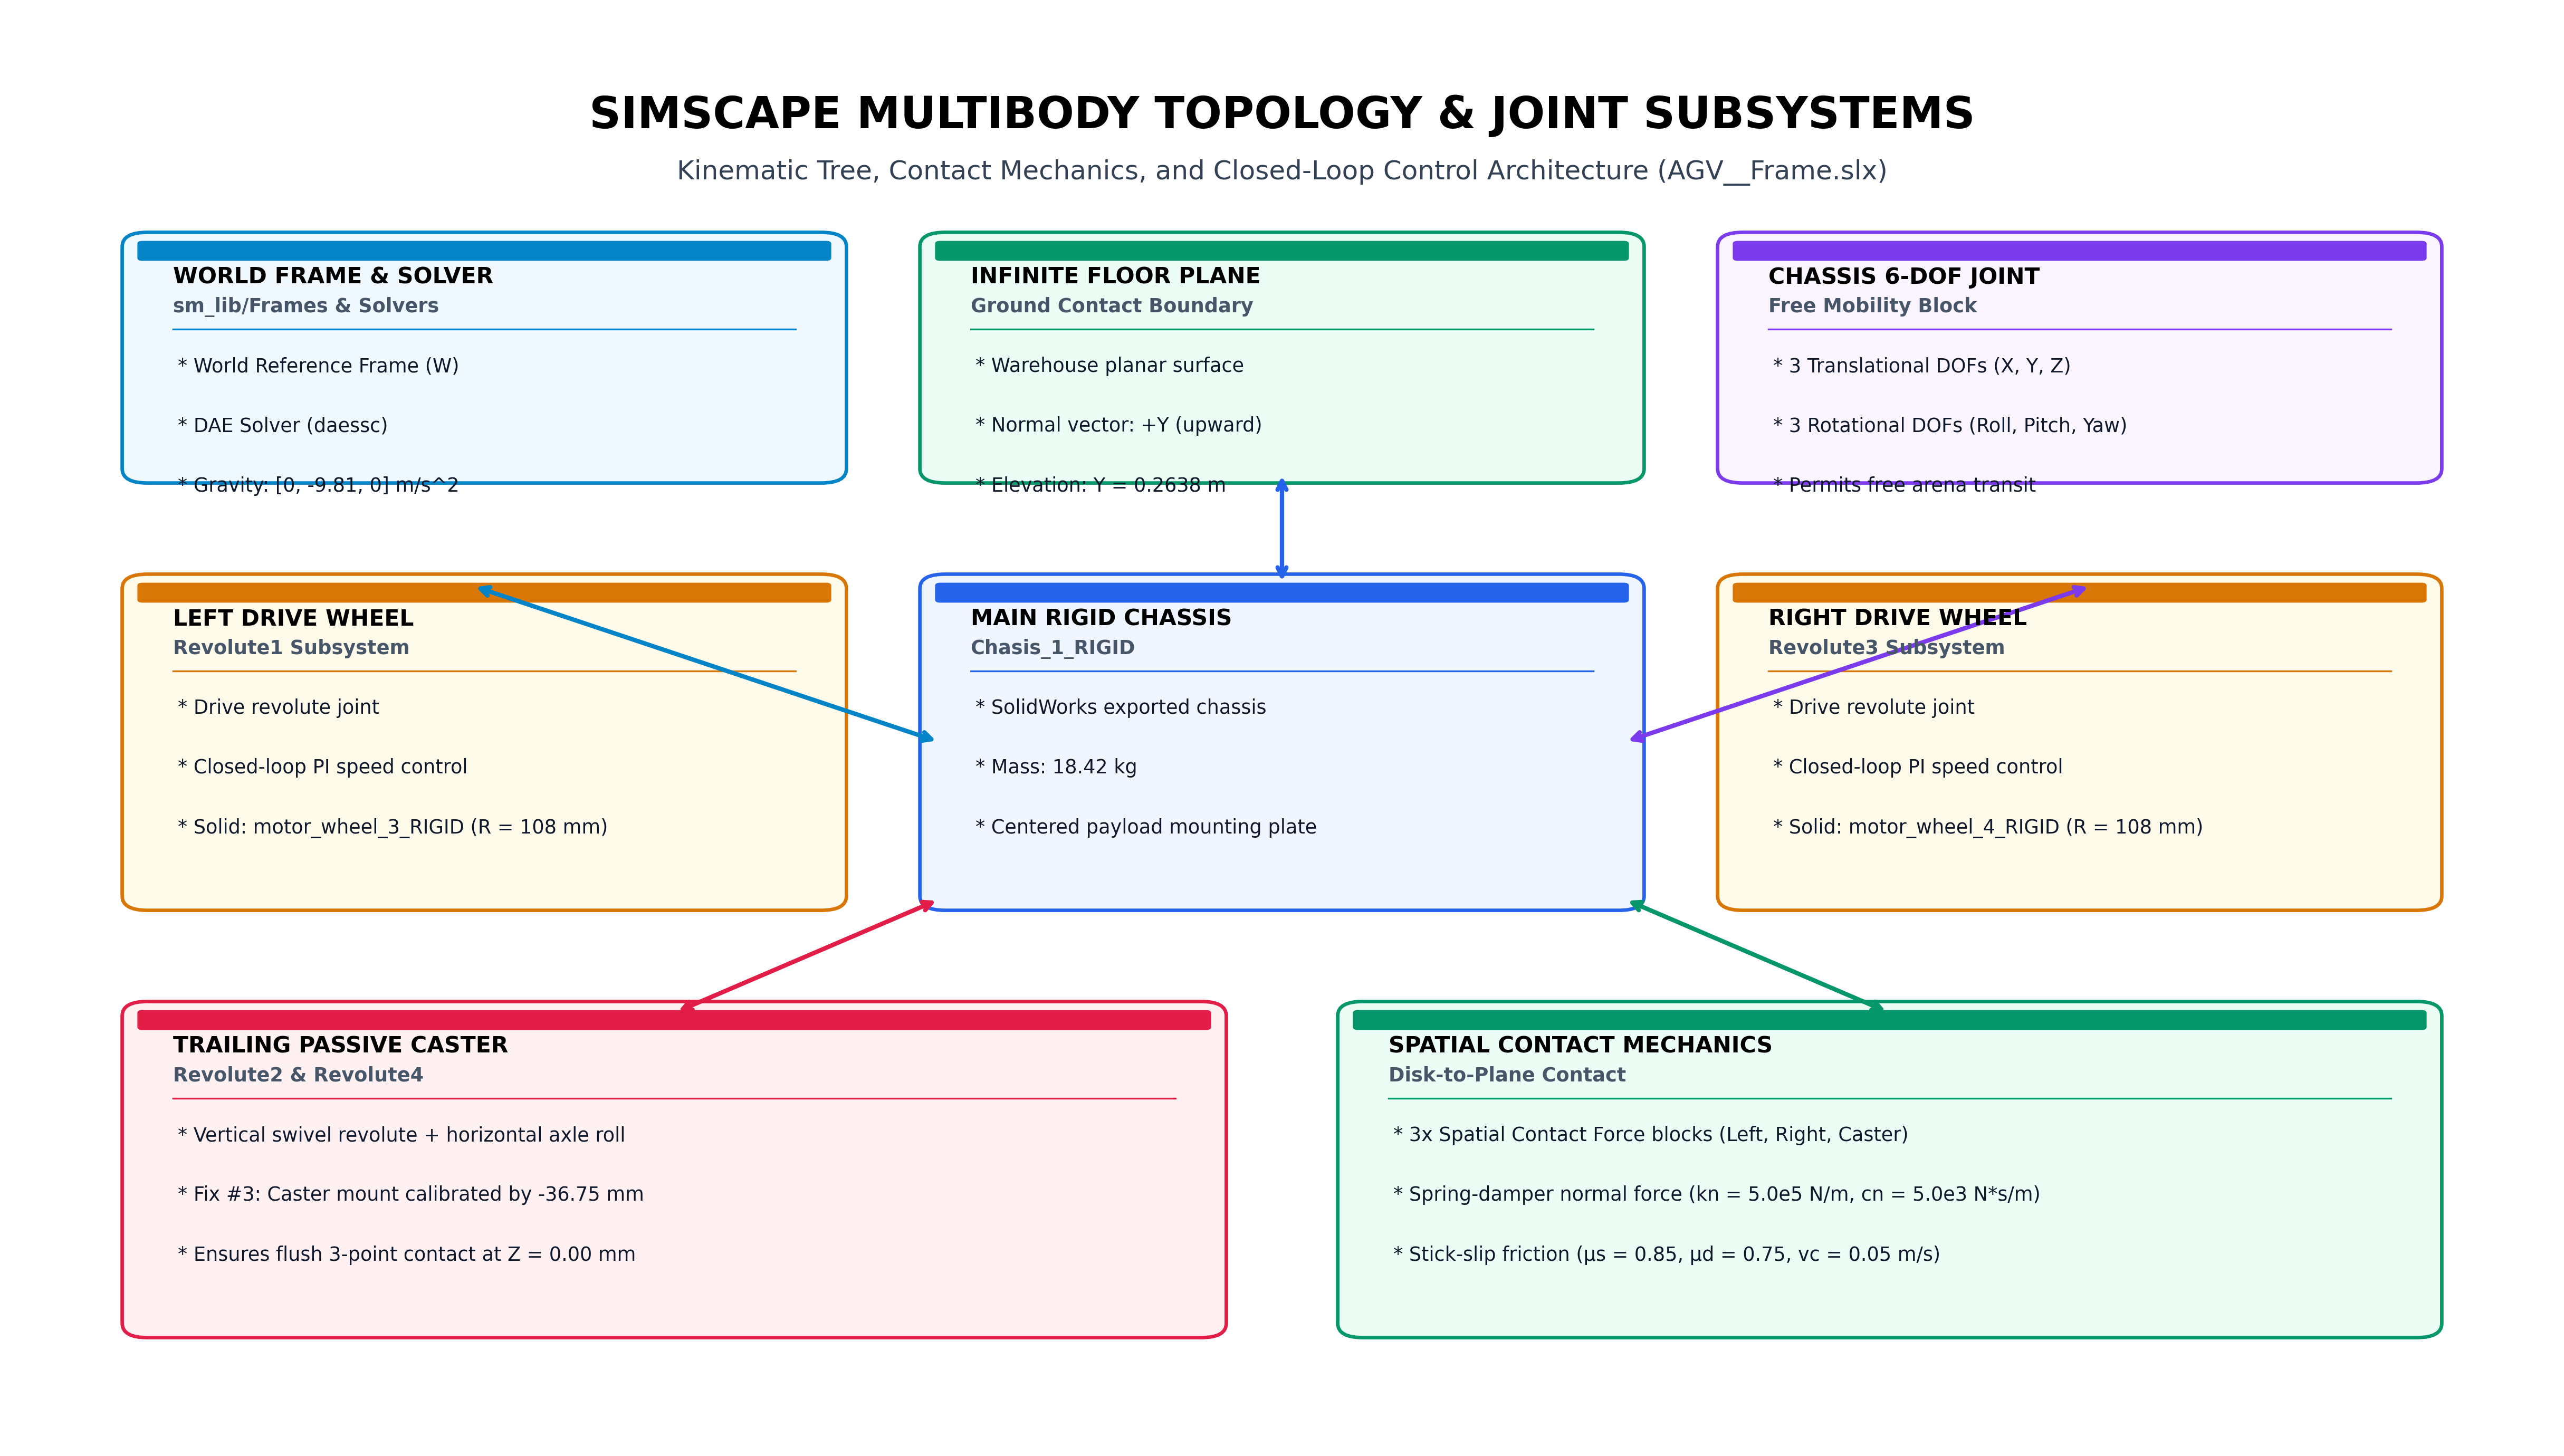 SIMSCAPE MULTIBODY TOPOLOGY & JOINT SUBSYSTEMS
Kinematic Tree, Contact Mechanics, and Closed-Loop Control Architecture (AGV__Frame.slx)
WORLD FRAME & SOLVER
sm_lib/Frames & Solvers
* World Reference Frame (W)
* DAE Solver (daessc)
* Gravity: [0, -9.81, 0] m/s^2
INFINITE FLOOR PLANE
Ground Contact Boundary
* Warehouse planar surface
* Normal vector: +Y (upward)
* Elevation: Y = 0.2638 m
CHASSIS 6-DOF JOINT
Free Mobility Block
* 3 Translational DOFs (X, Y, Z)
* 3 Rotational DOFs (Roll, Pitch, Yaw)
* Permits free arena transit
LEFT DRIVE WHEEL
Revolute1 Subsystem
* Drive revolute joint
* Closed-loop PI speed control
* Solid: motor_wheel_3_RIGID (R = 108 mm)
MAIN RIGID CHASSIS
Chasis_1_RIGID
* SolidWorks exported chassis
* Mass: 18.42 kg
* Centered payload mounting plate
RIGHT DRIVE WHEEL
Revolute3 Subsystem
* Drive revolute joint
* Closed-loop PI speed control
* Solid: motor_wheel_4_RIGID (R = 108 mm)
TRAILING PASSIVE CASTER
Revolute2 & Revolute4
* Vertical swivel revolute + horizontal axle roll
* Fix #3: Caster mount calibrated by -36.75 mm
* Ensures flush 3-point contact at Z = 0.00 mm
SPATIAL CONTACT MECHANICS
Disk-to-Plane Contact
* 3x Spatial Contact Force blocks (Left, Right, Caster)
* Spring-damper normal force (kn = 5.0e5 N/m, cn = 5.0e3 N*s/m)
* Stick-slip friction (μs = 0.85, μd = 0.75, vc = 0.05 m/s)